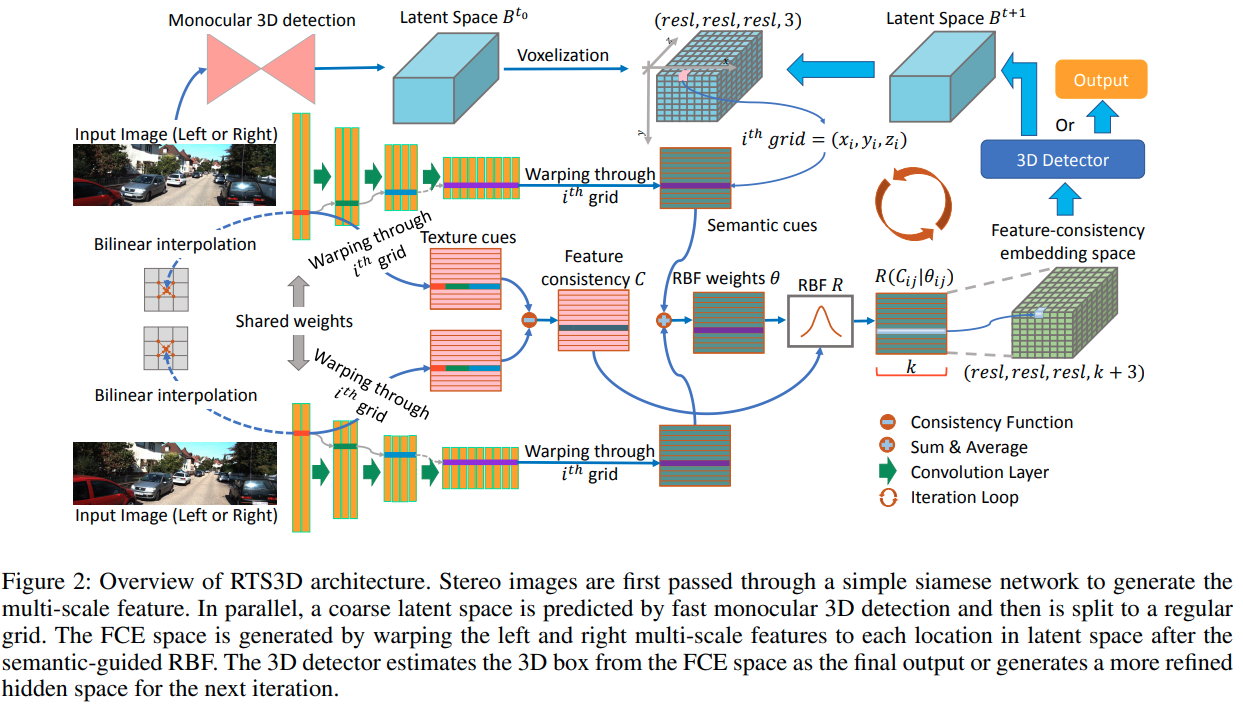 Monocular 3D detection
Latent Space B^{t_0}
(resl, resl, resl, 3)
Latent Space B^{t+1}
Voxelization
z
x
y
Output
Or
3D Detector
Input Image (Left or Right)
i^{th} grid = (x_i, y_i, z_i)
Warping through
i^{th} grid
Semantic cues
Feature-consistency
embedding space
Bilinear interpolation
Warping through
i^{th} grid
Texture cues
Feature
consistency C
RBF weights θ
RBF R
R(C_{ij}|θ_{ij})
Shared weights
k
(resl, resl, resl, k + 3)
Bilinear interpolation
Warping through
i^{th} grid
Warping through
i^{th} grid
Input Image (Left or Right)
Consistency Function
Sum & Average
Convolution Layer
Iteration Loop
Figure 2: Overview of RTS3D architecture. Stereo images are first passed through a simple siamese network to generate the
multi-scale feature. In parallel, a coarse latent space is predicted by fast monocular 3D detection and then is split to a regular
grid. The FCE space is generated by warping the left and right multi-scale features to each location in latent space after the
semantic-guided RBF. The 3D detector estimates the 3D box from the FCE space as the final output or generates a more refined
hidden space for the next iteration.